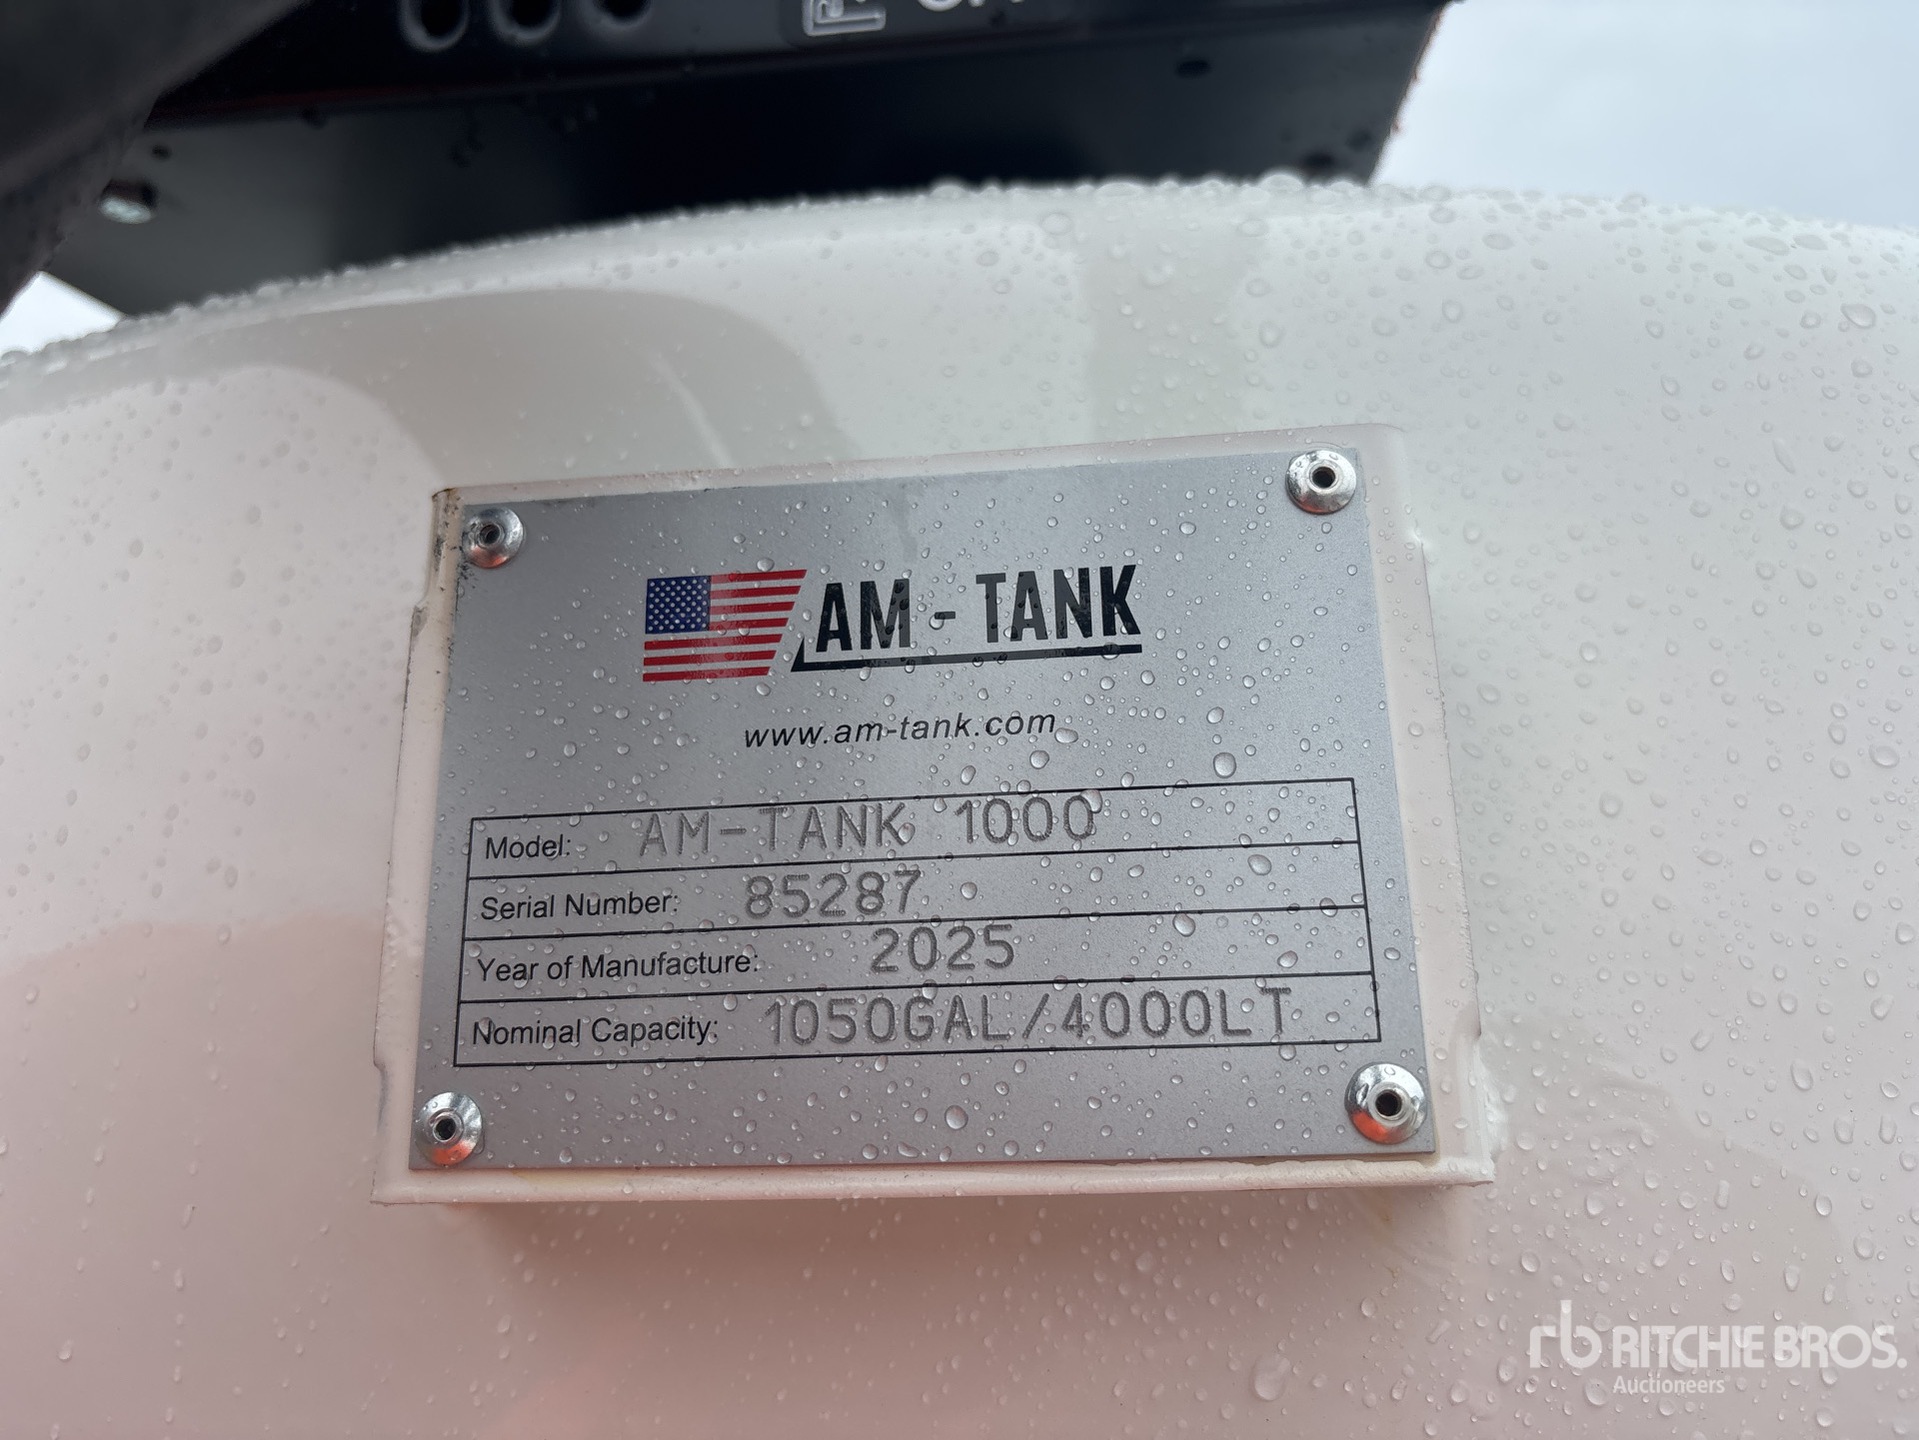 AM - TANK
www.am-tank.com
Model: AM-TANK 1000
Serial Number: 85287
Year of Manufacture: 2025
Nominal Capacity: 1050GAL/4000LT
rb RITCHIE BROS.
Auctioneers